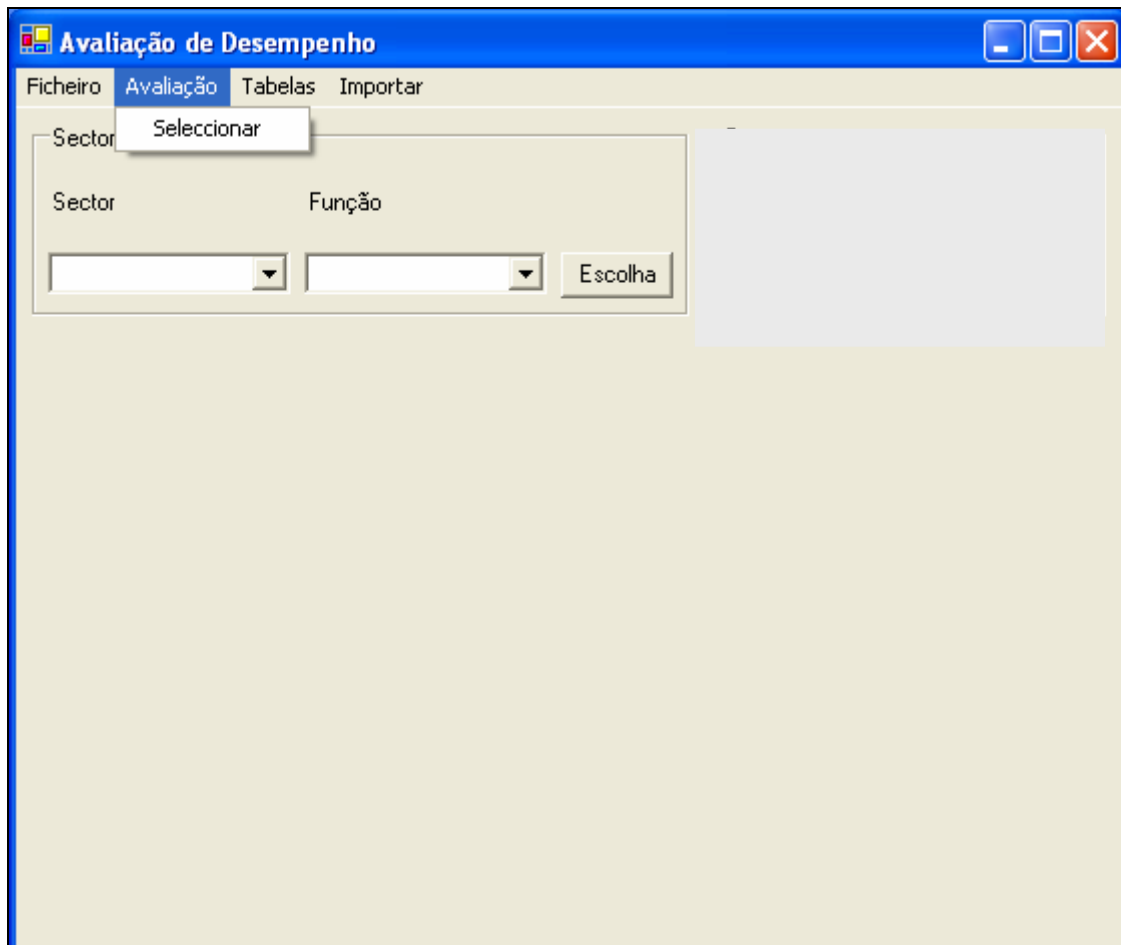 Avaliação de Desempenho
Ficheiro Avaliação Tabelas Importar
Seleccionar
Sector
Sector Função
Escolha